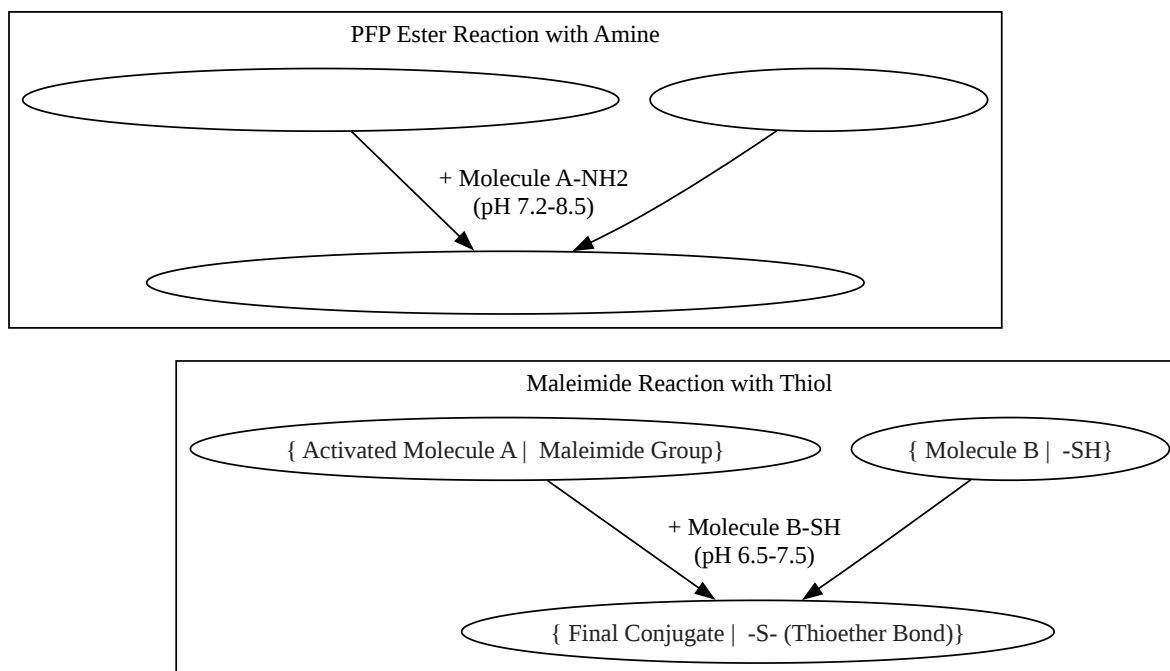 PFP Ester Reaction with Amine
+ Molecule A-NH2
(pH 7.2-8.5)
Maleimide Reaction with Thiol
{ Activated Molecule A |  Maleimide Group}
{ Molecule B |  -SH}
+ Molecule B-SH
(pH 6.5-7.5)
{ Final Conjugate |  -S- (Thioether Bond)}